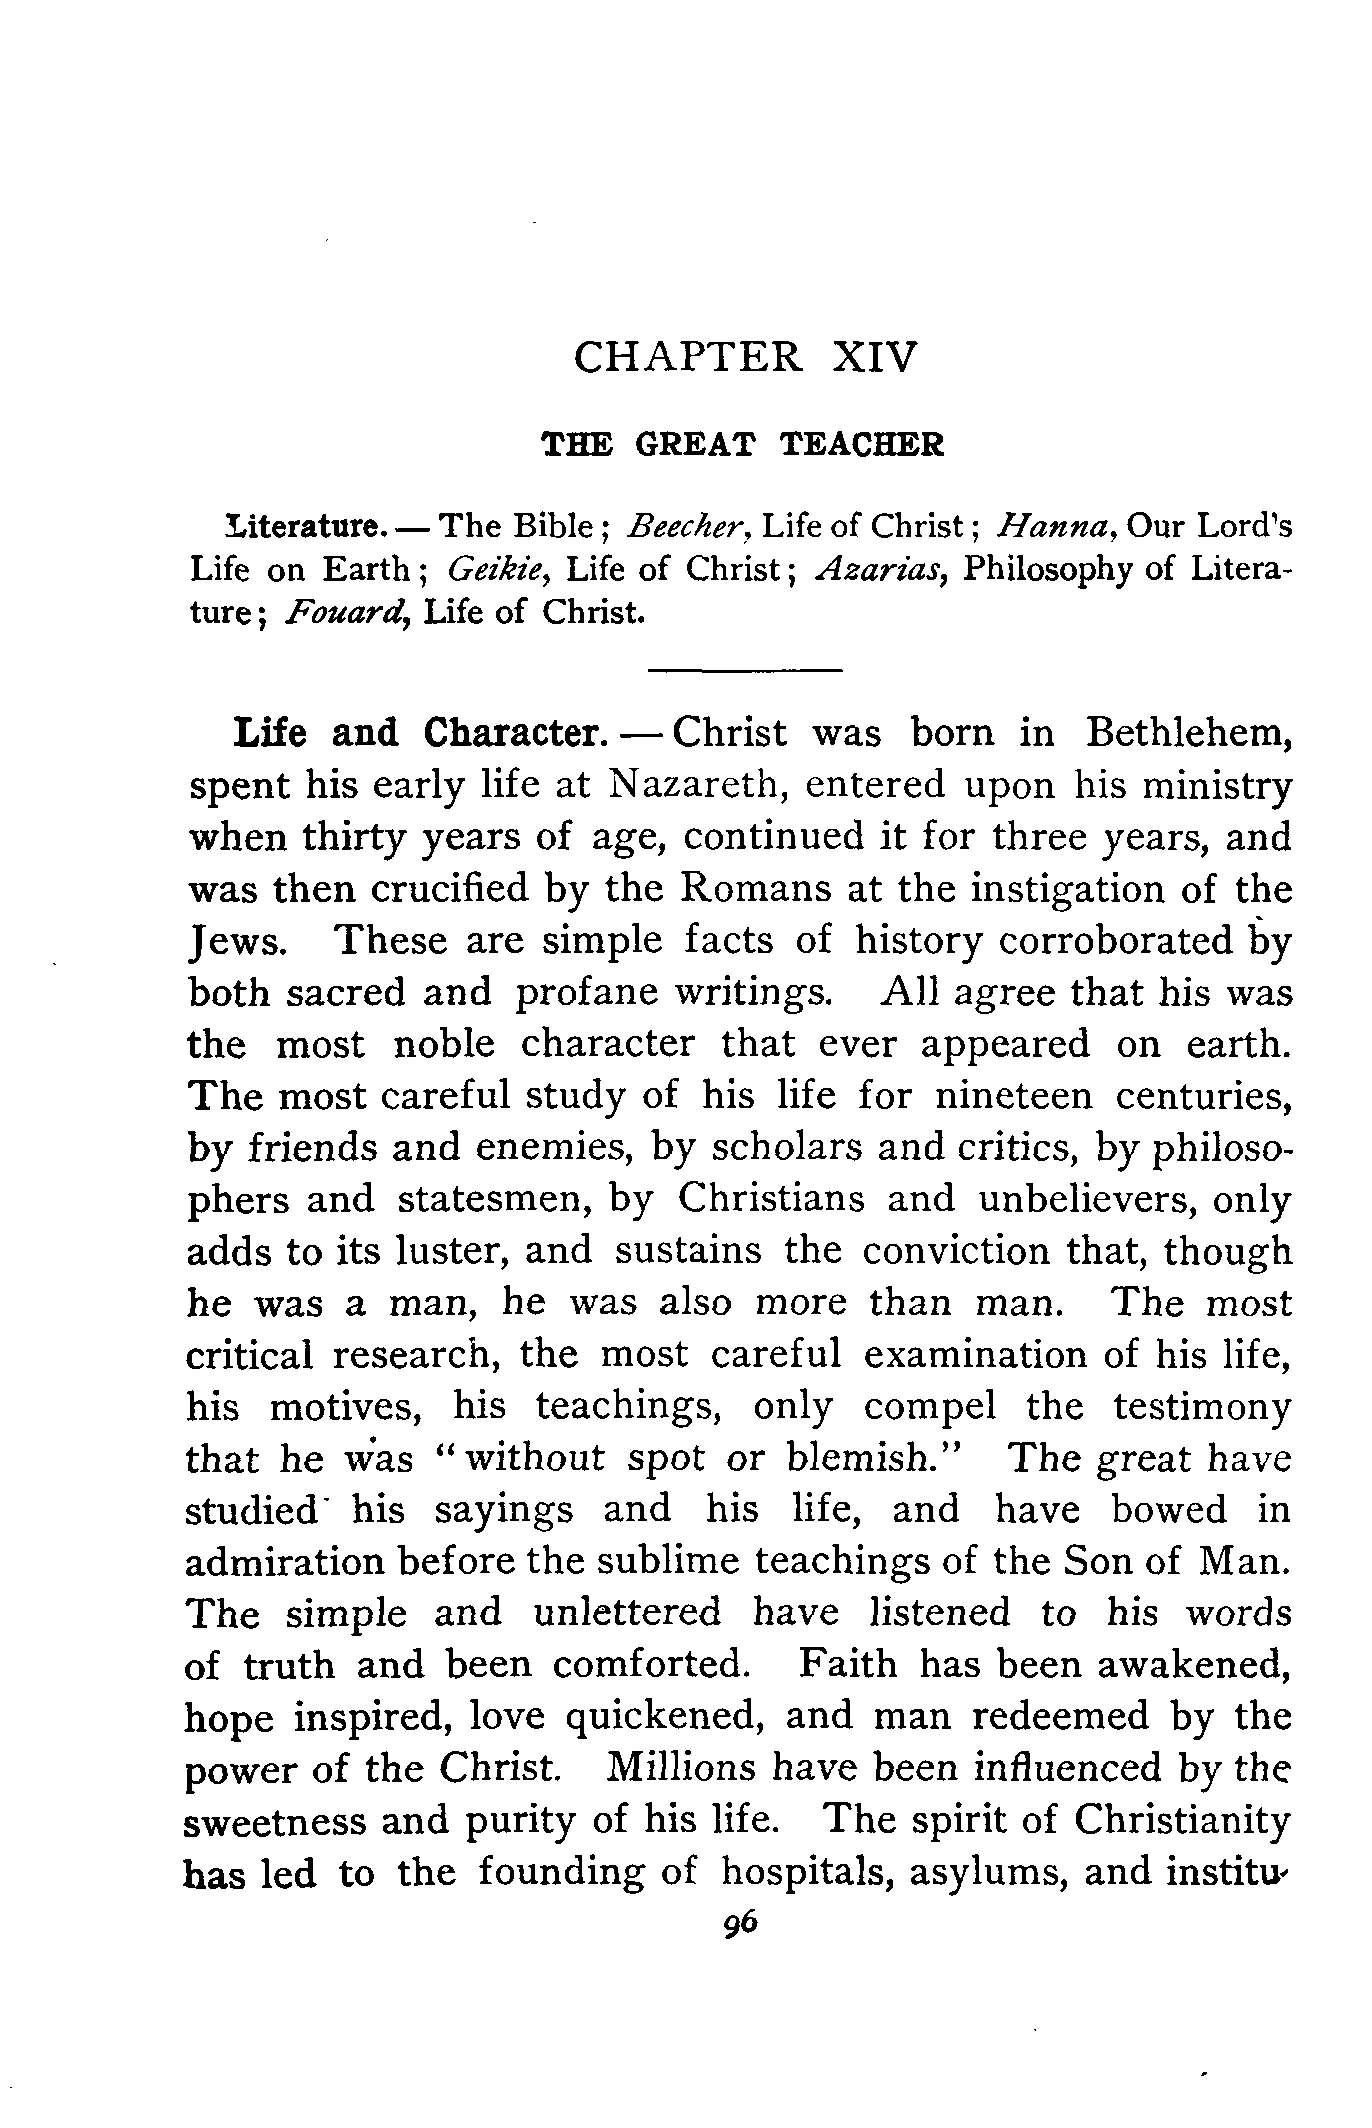 CHAPTER XIV
THE GREAT TEACHER
Literature. — The Bible; Beecher, Life of Christ; Hanna, Our Lord's
Life on Earth; Geikie, Life of Christ; Azarias, Philosophy of Litera-
ture; Fouard, Life of Christ.
Life and Character. — Christ was born in Bethlehem,
spent his early life at Nazareth, entered upon his ministry
when thirty years of age, continued it for three years, and
was then crucified by the Romans at the instigation of the
Jews. These are simple facts of history corroborated by
both sacred and profane writings. All agree that his was
the most noble character that ever appeared on earth.
The most careful study of his life for nineteen centuries,
by friends and enemies, by scholars and critics, by philoso-
phers and statesmen, by Christians and unbelievers, only
adds to its luster, and sustains the conviction that, though
he was a man, he was also more than man. The most
critical research, the most careful examination of his life,
his motives, his teachings, only compel the testimony
that he was "without spot or blemish." The great have
studied his sayings and his life, and have bowed in
admiration before the sublime teachings of the Son of Man.
The simple and unlettered have listened to his words
of truth and been comforted. Faith has been awakened,
hope inspired, love quickened, and man redeemed by the
power of the Christ. Millions have been influenced by the
sweetness and purity of his life. The spirit of Christianity
has led to the founding of hospitals, asylums, and institu-
96